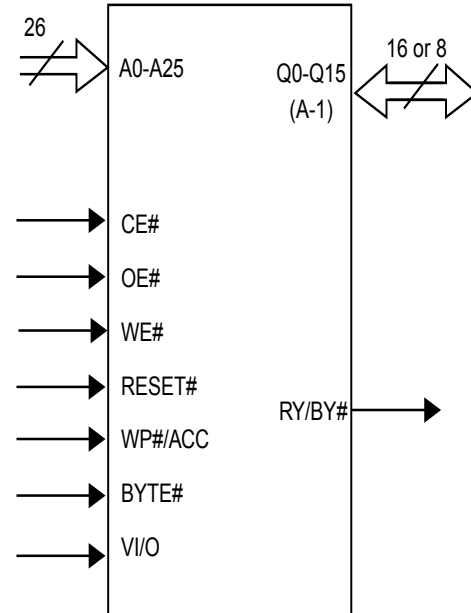 26
A0-A25
16 or 8
Q0-Q15
(A-1)
CE#
OE#
WE#
RESET#
RY/BY#
WP#/ACC
BYTE#
VI/O